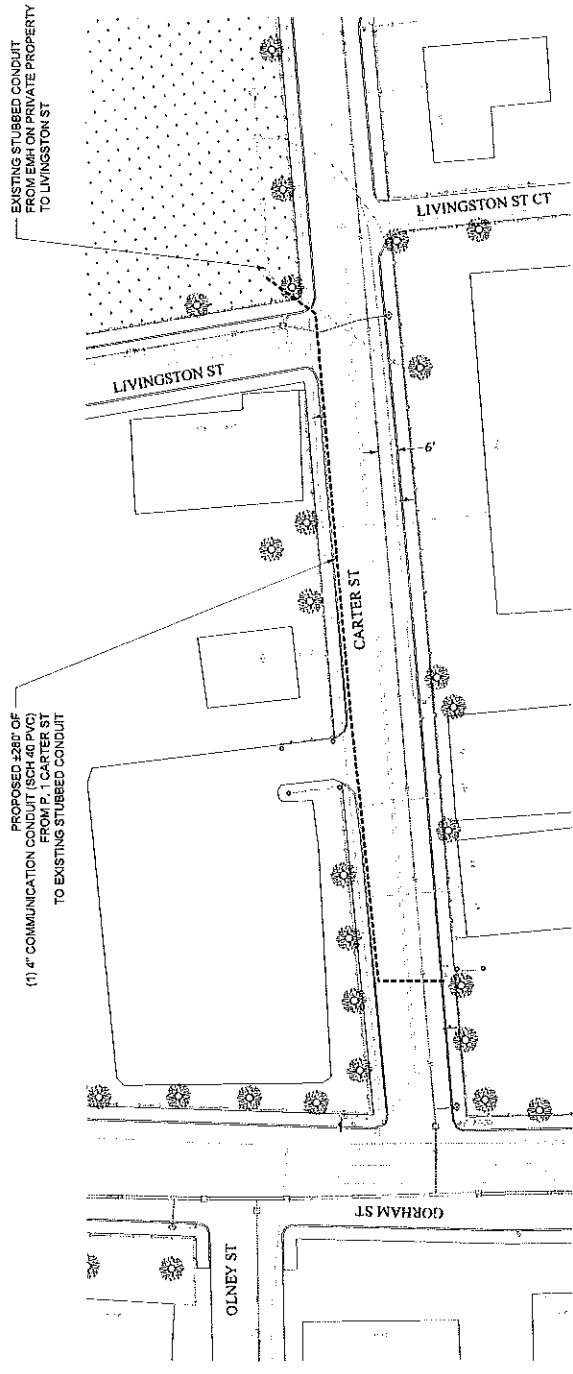 EXISTING STUBBED CONDUIT
FROM EMH ON PRIVATE PROPERTY
TO LIVINGSTON ST
PROPOSED ±280' OF
(1) 4" COMMUNICATION CONDUIT (SCH 40 PVC)
FROM P. 1 CARTER ST
TO EXISTING STUBBED CONDUIT
LIVINGSTON ST
LIVINGSTON ST CT
6'
CARTER ST
GORHAM ST
OLNEY ST